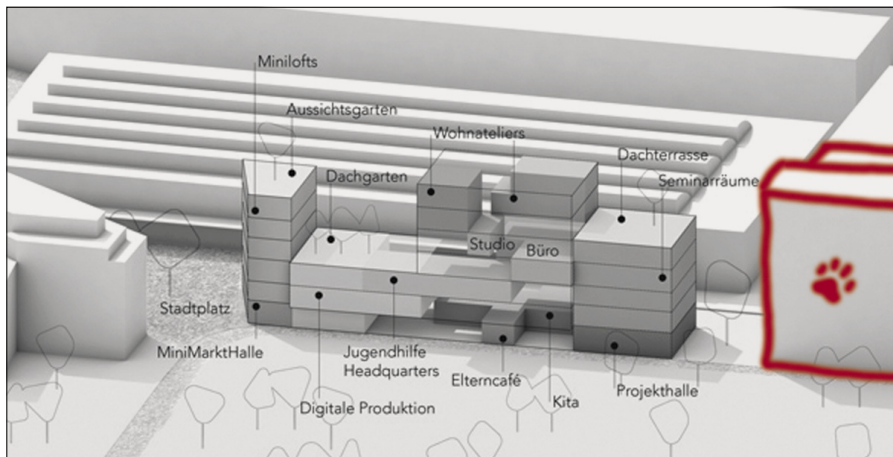 Minilofts
Aussichtsgarten
Wohnateliers
Dachterrasse
Dachgarten
Seminarräume
Studio
Büro
Stadtplatz
MiniMarktHalle
Jugendhilfe
Headquarters
Elterncafé
Projekthalle
Digitale Produktion
Kita